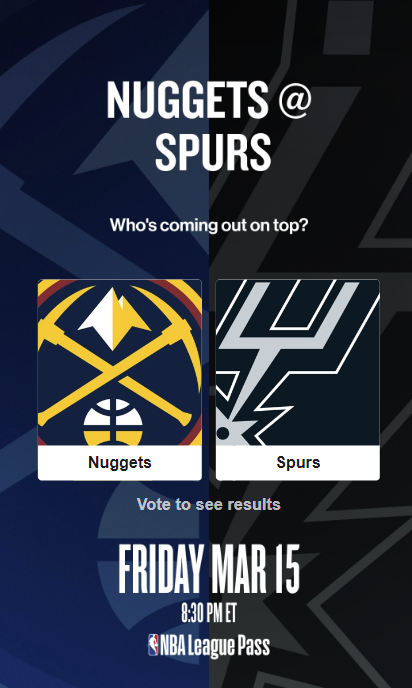 NUGGETS @
SPURS
Who's coming out on top?
Nuggets
Spurs
Vote to see results
FRIDAY MAR 15
8:30 PM ET
NBA League Pass